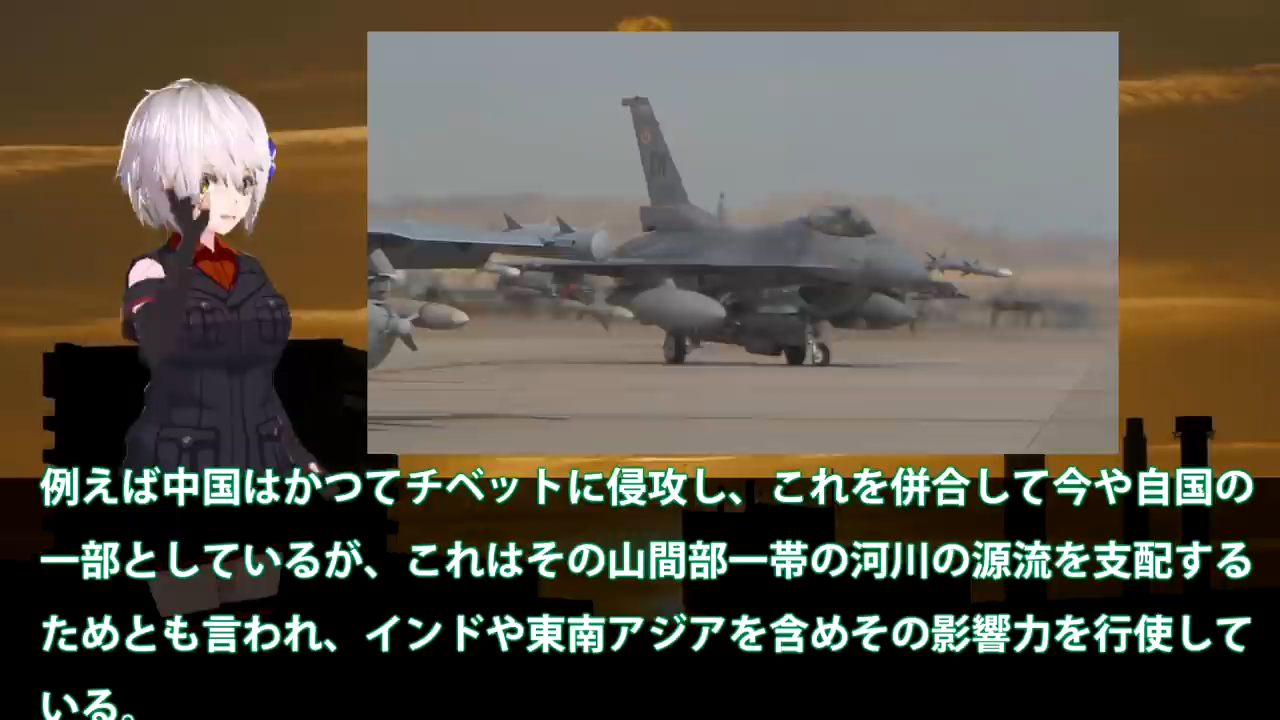 例えば中国はかつてチベットに侵攻し、これを併合して今や自国の
一部としているが、これはその山間部一帯の河川の源流を支配する
ためとも言われ、インドや東南アジアを含めその影響力を行使して
いる。